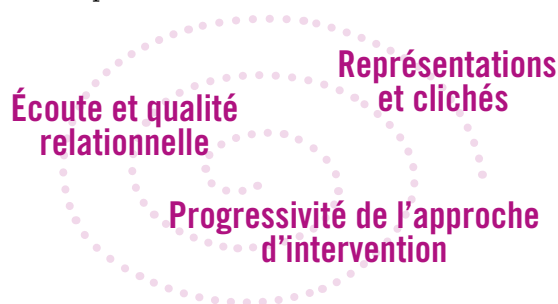 Représentations
et clichés
Écoute et qualité
relationnelle
Progressivité de l'approche
d'intervention